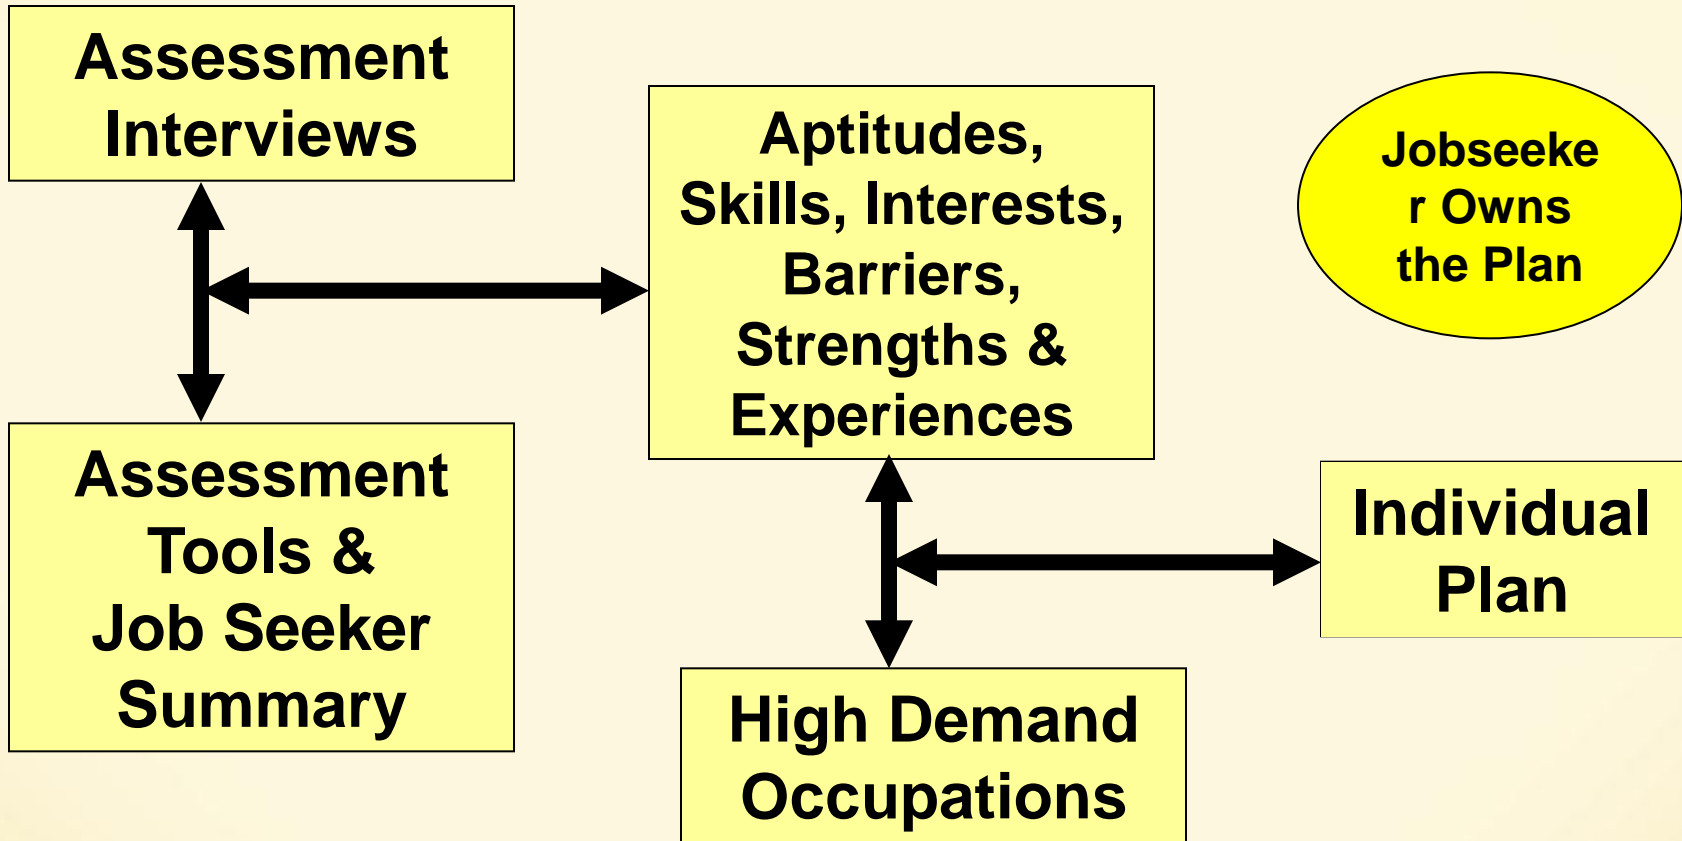 Assessment
Interviews
Aptitudes,
Skills, Interests,
Barriers,
Strengths &
Experiences
Jobseeke
r Owns
the Plan
Assessment
Tools &
Job Seeker
Summary
Individual
Plan
High Demand
Occupations